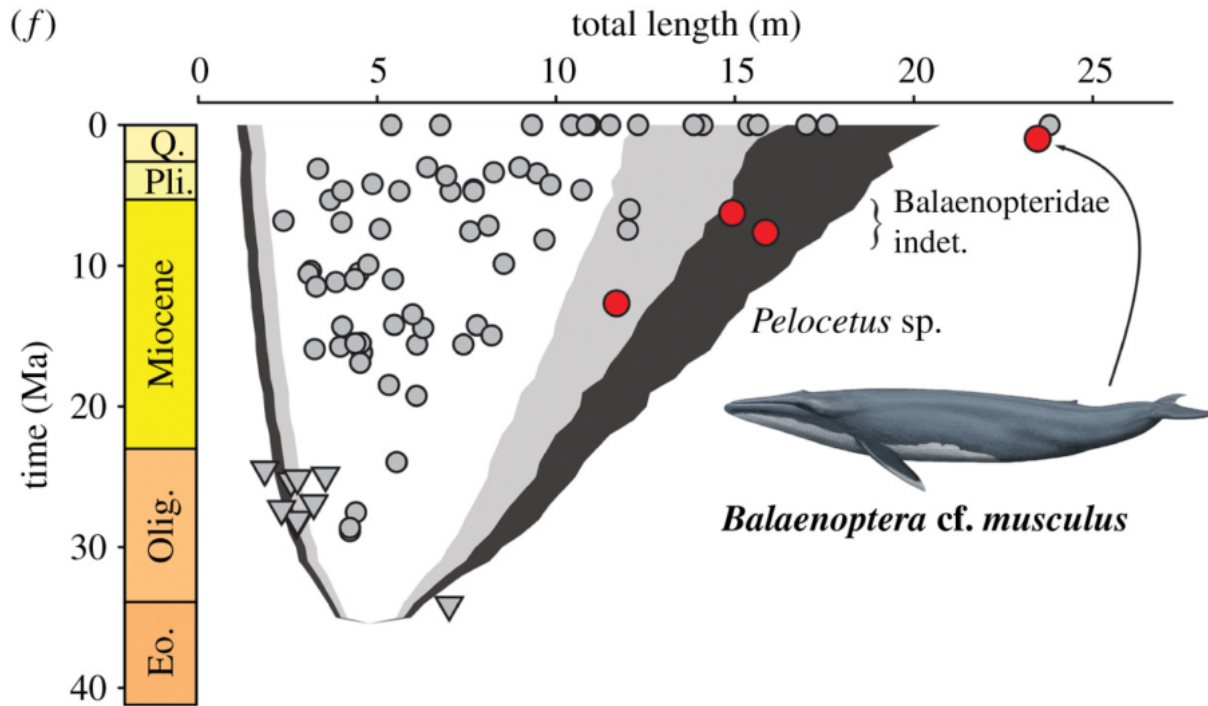 (f)
total length (m)
0 5 10 15 20 25
0
10
20
30
40
time (Ma)
Q.
Pli.
Miocene
Olig.
Eo.
Balaenopteridae
indet.
Pelocetus sp.
Balaenoptera cf. musculus